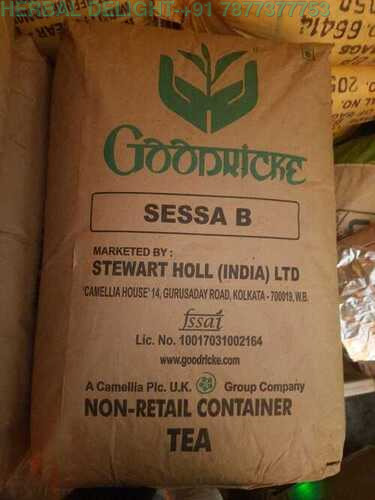 HERBAL DELIGHT-+91 7877377753
GOODRICKE
SESSA B
MARKETED BY :
STEWART HOLL (INDIA) LTD
'CAMELLIA HOUSE' 14, GURUSADAY ROAD, KOLKATA - 700019, W.B.
fssai
Lic. No. 10017031002164
www.goodricke.com
A Camellia Plc. U.K. Group Company
NON-RETAIL CONTAINER
TEA